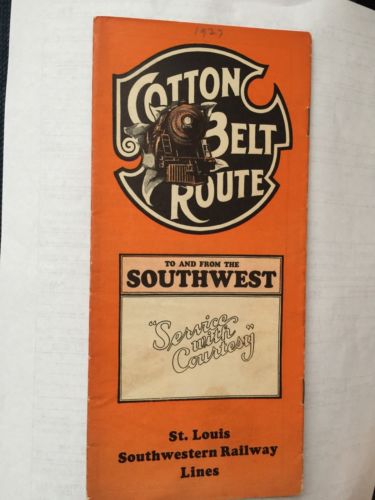 1927
COTTON
BELT
ROUTE
TO AND FROM THE
SOUTHWEST
"Service
with
Courtesy"
St. Louis
Southwestern Railway
Lines